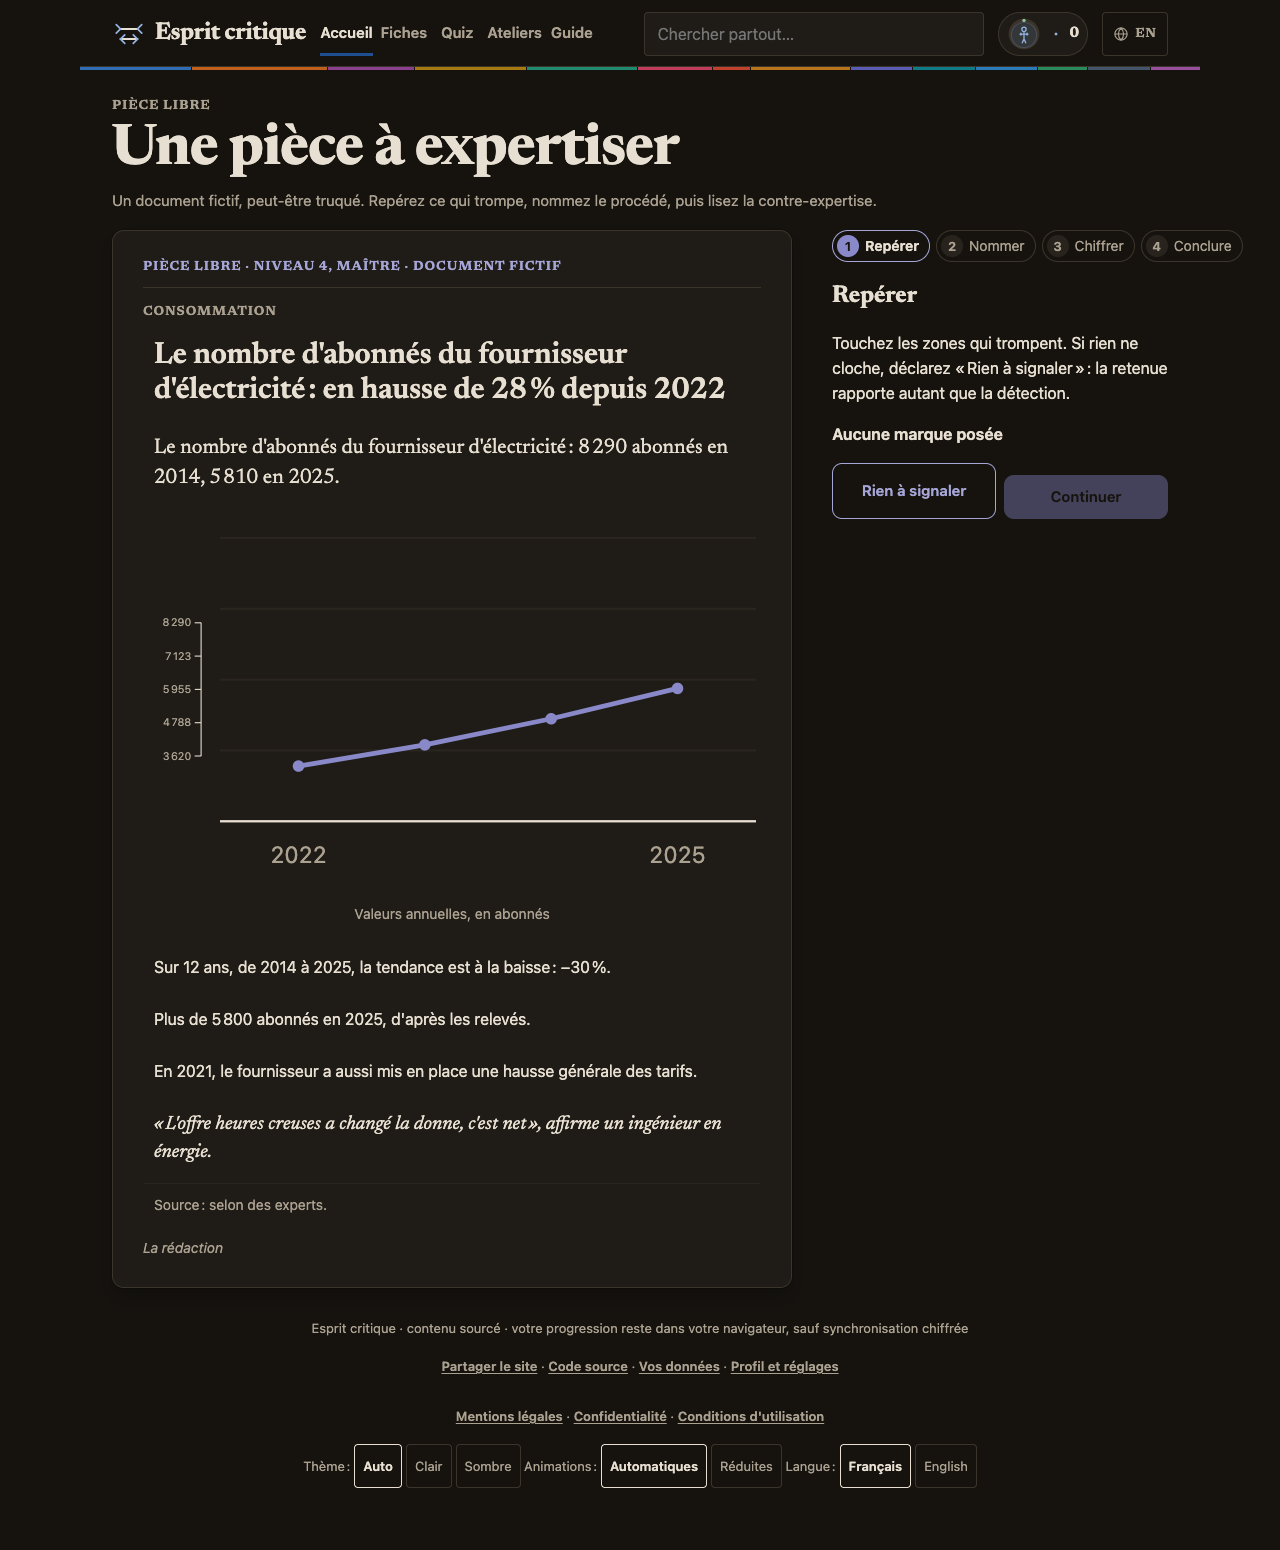 Esprit critique
Accueil Fiches Quiz Ateliers Guide
Chercher partout…
· 0
EN
PIÈCE LIBRE
Une pièce à expertiser
Un document fictif, peut-être truqué. Repérez ce qui trompe, nommez le procédé, puis lisez la contre-expertise.
PIÈCE LIBRE · NIVEAU 4, MAÎTRE · DOCUMENT FICTIF
CONSOMMATION
Le nombre d'abonnés du fournisseur
d'électricité : en hausse de 28 % depuis 2022
Le nombre d'abonnés du fournisseur d'électricité : 8 290 abonnés en
2014, 5 810 en 2025.
8 290
7 123
5 955
4 788
3 620
2022 2025
Valeurs annuelles, en abonnés
Sur 12 ans, de 2014 à 2025, la tendance est à la baisse : −30 %.
Plus de 5 800 abonnés en 2025, d'après les relevés.
En 2021, le fournisseur a aussi mis en place une hausse générale des tarifs.
« L'offre heures creuses a changé la donne, c'est net », affirme un ingénieur en
énergie.
Source : selon des experts.
La rédaction
1 Repérer 2 Nommer 3 Chiffrer 4 Conclure
Repérer
Touchez les zones qui trompent. Si rien ne
cloche, déclarez « Rien à signaler » : la retenue
rapporte autant que la détection.
Aucune marque posée
Rien à signaler Continuer
Esprit critique · contenu sourcé · votre progression reste dans votre navigateur, sauf synchronisation chiffrée
Partager le site · Code source · Vos données · Profil et réglages
Mentions légales · Confidentialité · Conditions d'utilisation
Thème : Auto Clair Sombre Animations : Automatiques Réduites Langue : Français English